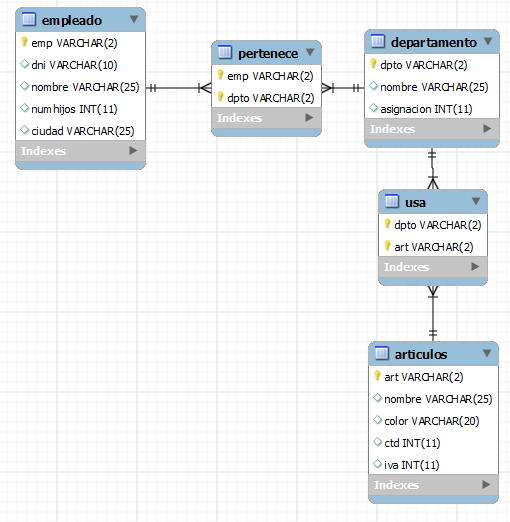 empleado
emp VARCHAR(2)
dni VARCHAR(10)
nombre VARCHAR(25)
numhijos INT(11)
ciudad VARCHAR(25)
Indexes
pertenece
emp VARCHAR(2)
dpto VARCHAR(2)
Indexes
departamento
dpto VARCHAR(2)
nombre VARCHAR(25)
asignacion INT(11)
Indexes
usa
dpto VARCHAR(2)
art VARCHAR(2)
Indexes
articulos
art VARCHAR(2)
nombre VARCHAR(25)
color VARCHAR(20)
ctd INT(11)
iva INT(11)
Indexes